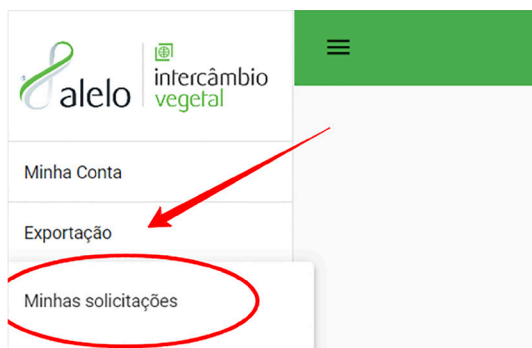 alelo
intercâmbio
vegetal
Minha Conta
Exportação
Minhas solicitações